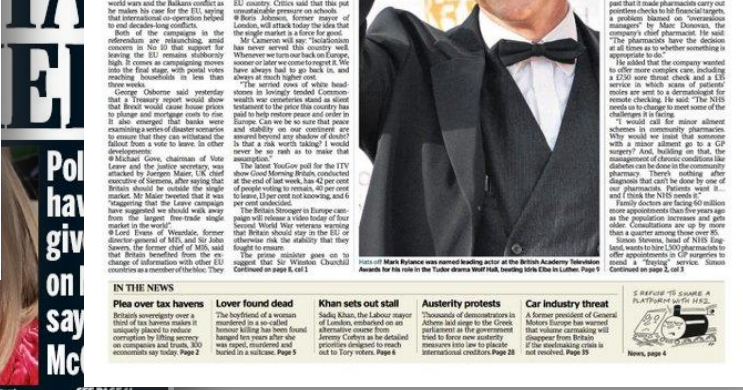 world wars and the Balkans conflict as
he makes his case for the EU, saying
that international co-operation helped
to end decades-long conflicts.
Both of the campaigns in the
referendum are relaunching, amid
concern in No 10 that support for
leaving the EU remains stubbornly
high. It comes as campaigning moves
into the final stage, with postal votes
reaching households in less than
three weeks.
George Osborne said yesterday
that a Treasury report would show
that Brexit would cause house prices
to plunge and mortgage costs to rise.
It also emerged that banks were
examining a series of disaster scenarios
to ensure that they can withstand the
fallout from a vote to leave. In other
developments:
● Michael Gove, chairman of Vote
Leave and the justice secretary, was
attacked by Juergen Maier, UK chief
executive of Siemens, after saying that
Britain should be outside the single
market. Mr Maier tweeted that it was
"staggering that the Leave campaign
have suggested we should walk away
from the largest free-trade single
market in the world".
● Lord Evans of Weardale, former
director-general of MI5, and Sir John
Sawers, the former chief of MI6, said
that Britain benefited from the ex-
change of information with other EU
countries as a member of the bloc. They
EU country. Critics said that this put
unsustainable pressure on schools.
● Boris Johnson, former mayor of
London, will attack today the idea that
the single market is a force for good.
Mr Cameron will say: "Isolationism
has never served this country well.
Whenever we turn our back on Europe,
sooner or later we come to regret it. We
have always had to go back in, and
always at much higher cost.
"The serried rows of white head-
stones in lovingly tended Common-
wealth war cemeteries stand as silent
testament to the price this country has
paid to help restore peace and order in
Europe. Can we be so sure that peace
and stability on our continent are
assured beyond any shadow of doubt?
Is that a risk worth taking? I would
never be so rash as to make that
assumption."
The latest YouGov poll for the ITV
show Good Morning Britain, conducted
at the end of last week, has 42 per cent
of people voting to remain, 40 per cent
to leave, 13 per cent not knowing, and 6
per cent undecided.
The Britain Stronger in Europe cam-
paign will release a video today of four
Second World War veterans warning
that Britain should stay in the EU or
otherwise risk the stability that they
fought to ensure.
The prime minister goes on to
suggest that Sir Winston Churchill
Continued on page 8, col 1
Hats off Mark Rylance was named leading actor at the British Academy Television
Awards for his role in the Tudor drama Wolf Hall, beating Idris Elba in Luther. Page 9
put that it made pharmacists carry out
pointless checks to hit financial targets,
a problem blamed on "overzealous
managers" by Marc Donovan, the
company's chief pharmacist. He said:
"The pharmacists have the decision
at all times as to whether something is
appropriate to do."
He added the company wanted
to offer more complex care, including
a £7.50 sore throat check and a £35
service in which scans of patients'
moles are sent to a dermatologist for
remote checking. He said: "The NHS
needs us to change to meet some of the
challenges it is facing.
"I would call for minor ailment
schemes in community pharmacies.
Why would we insist that someone
with a minor ailment go to a GP
surgery? And, building on that, the
management of chronic conditions like
diabetes can be done in the community
pharmacy. There's nothing after
diagnosis that can't be done by one of
our pharmacists. Patients want it...
and I think the NHS needs it."
Family doctors are facing 60 million
more appointments than five years ago
as the population increases and gets
older. Consultations are up by more
than a quarter among those over 85.
Simon Stevens, head of NHS Eng-
land, wants to hire 1,500 pharmacists to
offer appointments in GP surgeries to
mend a "fraying" service. Simon
Continued on page 2, col 3
Pol
hav
giv
on
say
Mc
IN THE NEWS
Plea over tax havens
Britain's sovereignty over a
third of tax havens makes it
uniquely placed to reduce
corruption by lifting secrecy
on companies and trusts, 300
economists say today. Page 2
Lover found dead
The boyfriend of a woman
murdered in a so-called
honour killing has been found
hanged ten years after she
was raped, murdered and
buried in a suitcase. Page 5
Khan sets out stall
Sadiq Khan, the Labour mayor
of London, embarked on an
alternative course from
Jeremy Corbyn as he detailed
priorities designed to reach
out to Tory voters. Page 6
Austerity protests
Thousands of demonstrators in
Athens laid siege to the Greek
parliament as the government
tried to force new austerity
measures into law to placate
international creditors. Page 28
Car industry threat
A former president of General
Motors Europe has warned
that volume carmaking will
disappear from Britain
if the steelmaking crisis is
not resolved. Page 35
I REFUSE TO SHARE A
PLATFORM WITH HS2
News, page 4